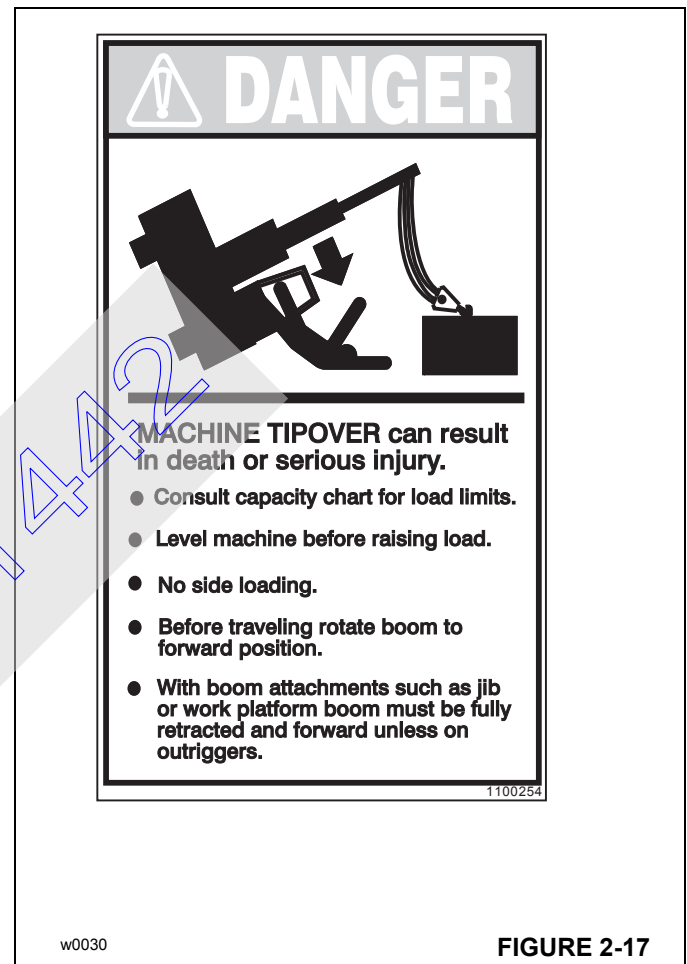 DANGER
MACHINE TIPOVER can result
in death or serious injury.
● Consult capacity chart for load limits.
● Level machine before raising load.
● No side loading.
● Before traveling rotate boom to
forward position.
● With boom attachments such as jib
or work platform boom must be fully
retracted and forward unless on
outriggers.
1100254
w0030
FIGURE 2-17